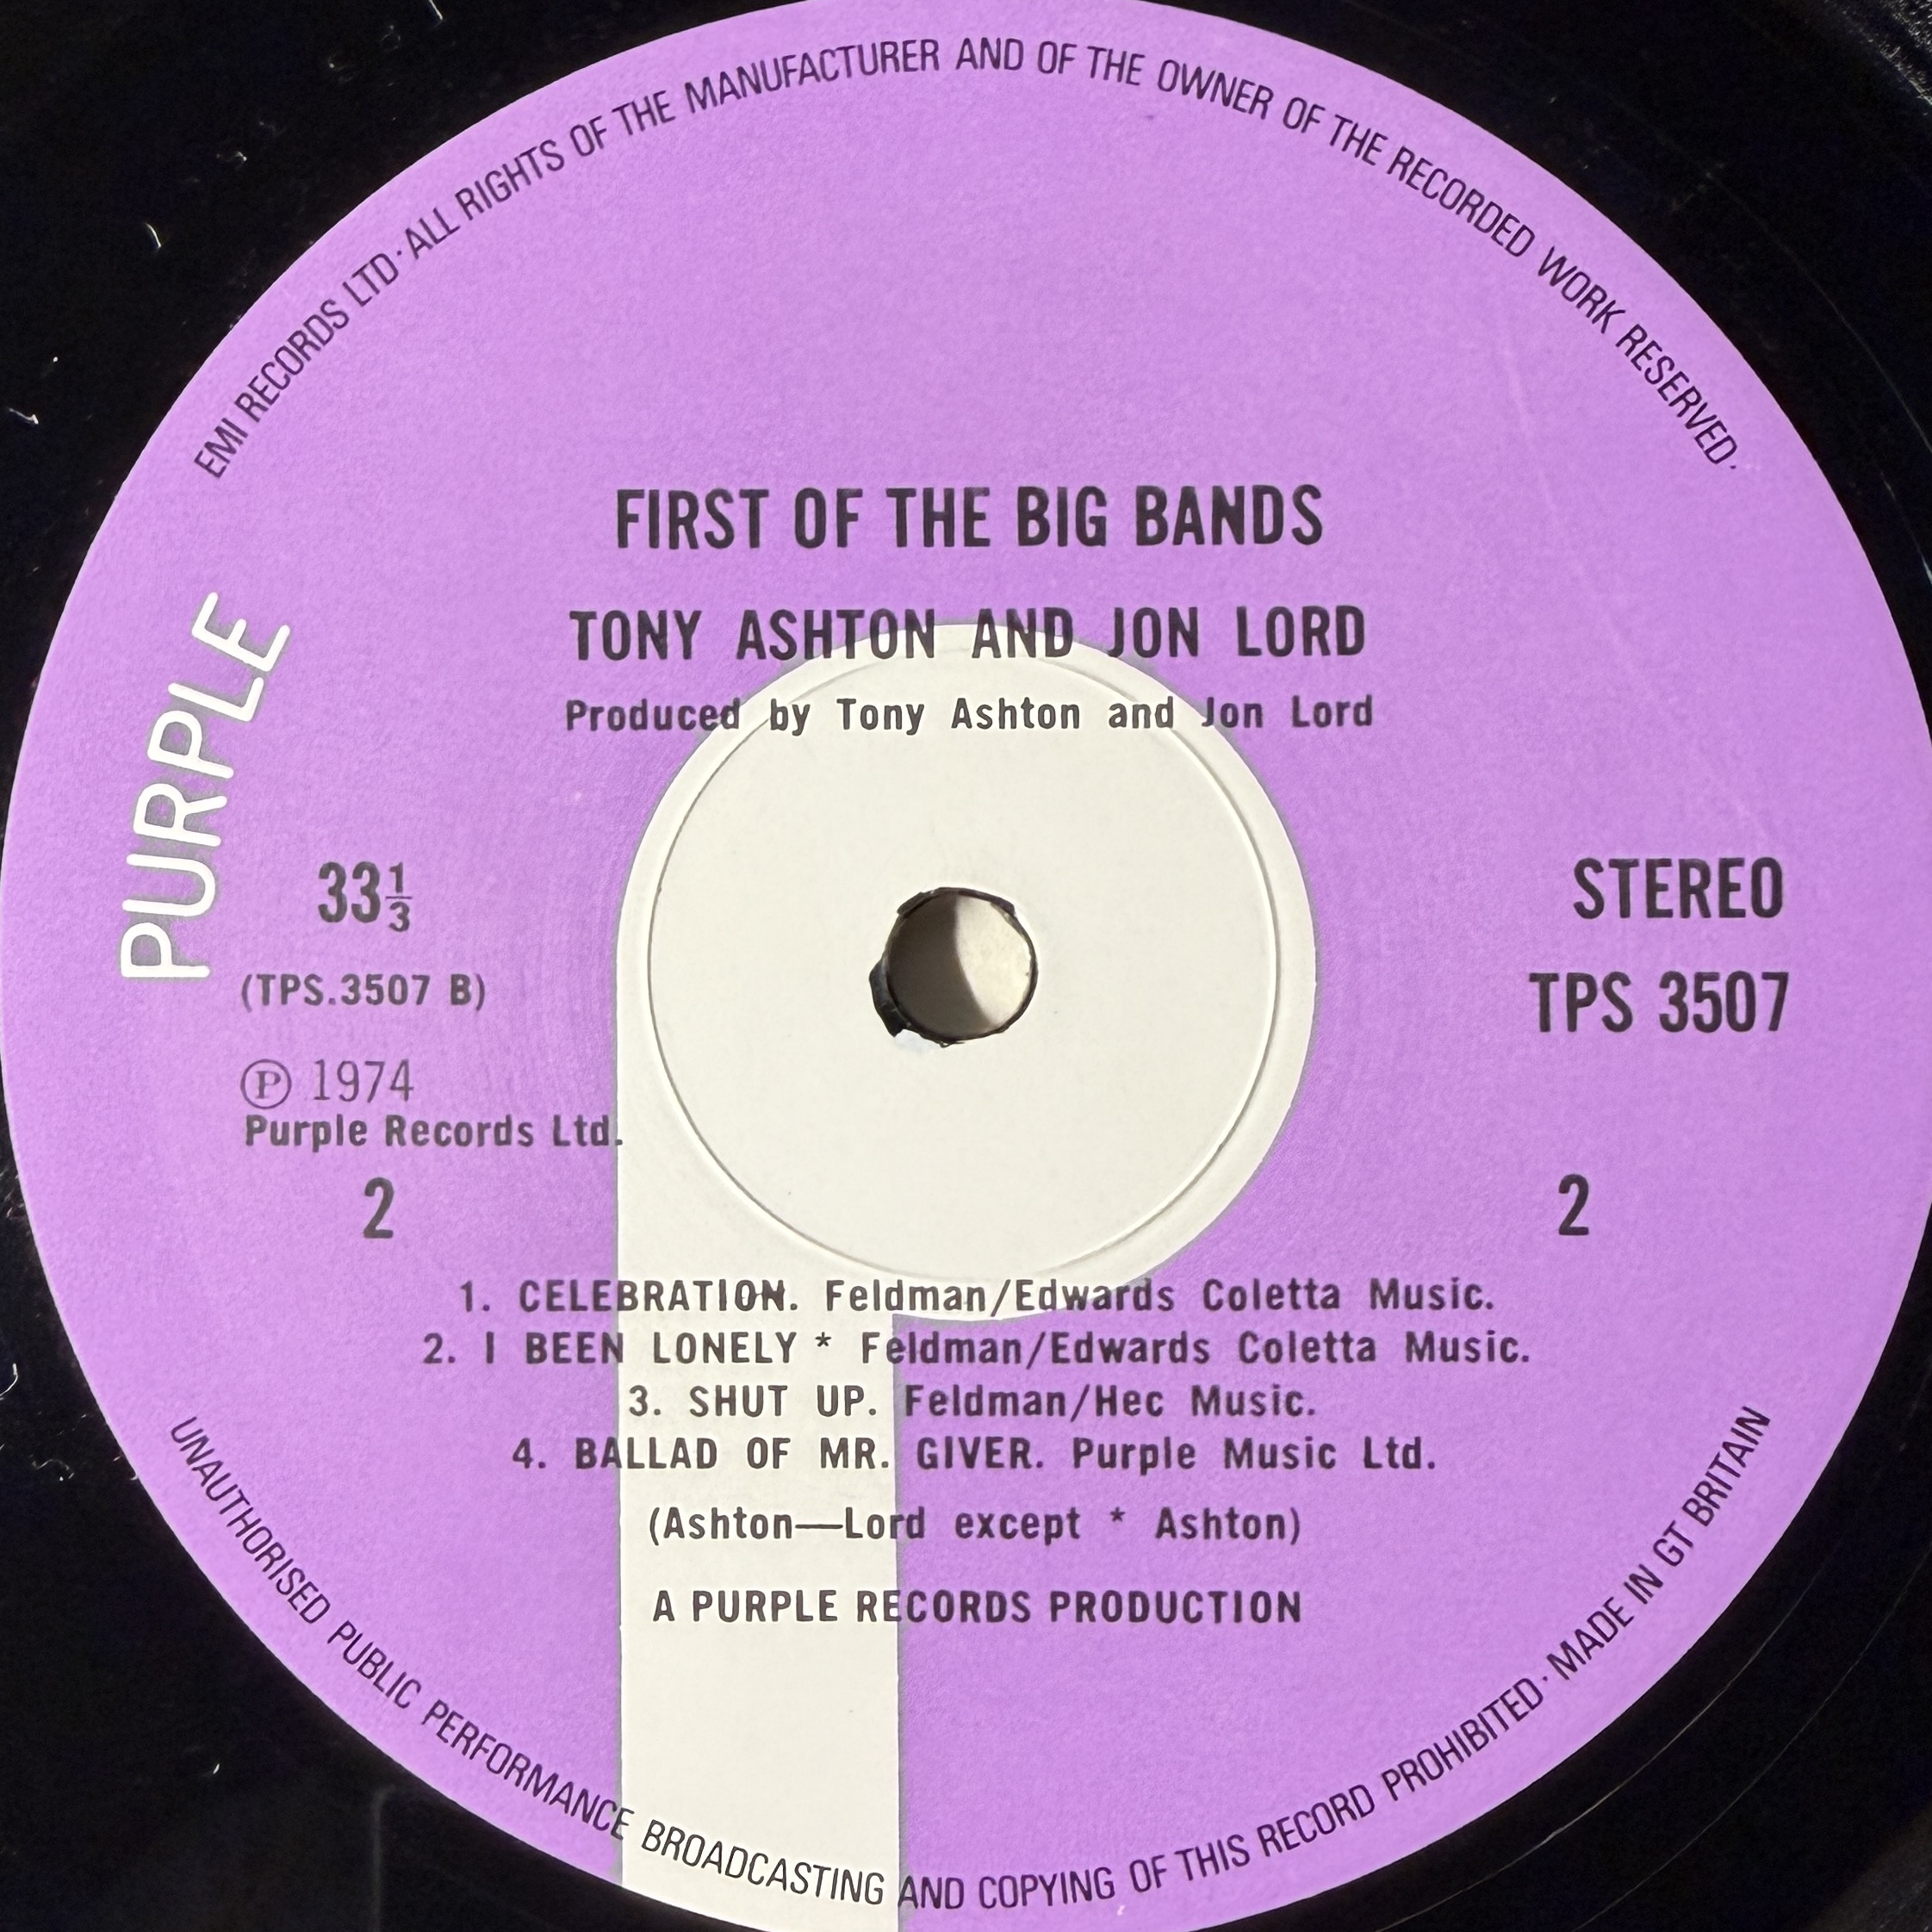 EMI RECORDS LTD· ALL RIGHTS OF THE MANUFACTURER AND OF THE OWNER OF THE RECORDED WORK RESERVED·
FIRST OF THE BIG BANDS
TONY ASHTON AND JON LORD
Produced by Tony Ashton and Jon Lord
PURPLE
33⅓
STEREO
(TPS.3507 B)
TPS 3507
Ⓟ 1974
Purple Records Ltd.
2
2
1. CELEBRATION. Feldman/Edwards Coletta Music.
2. I BEEN LONELY * Feldman/Edwards Coletta Music.
3. SHUT UP. Feldman/Hec Music.
4. BALLAD OF MR. GIVER. Purple Music Ltd.
(Ashton—Lord except * Ashton)
A PURPLE RECORDS PRODUCTION
UNAUTHORISED PUBLIC PERFORMANCE BROADCASTING AND COPYING OF THIS RECORD PROHIBITED· MADE IN GT BRITAIN